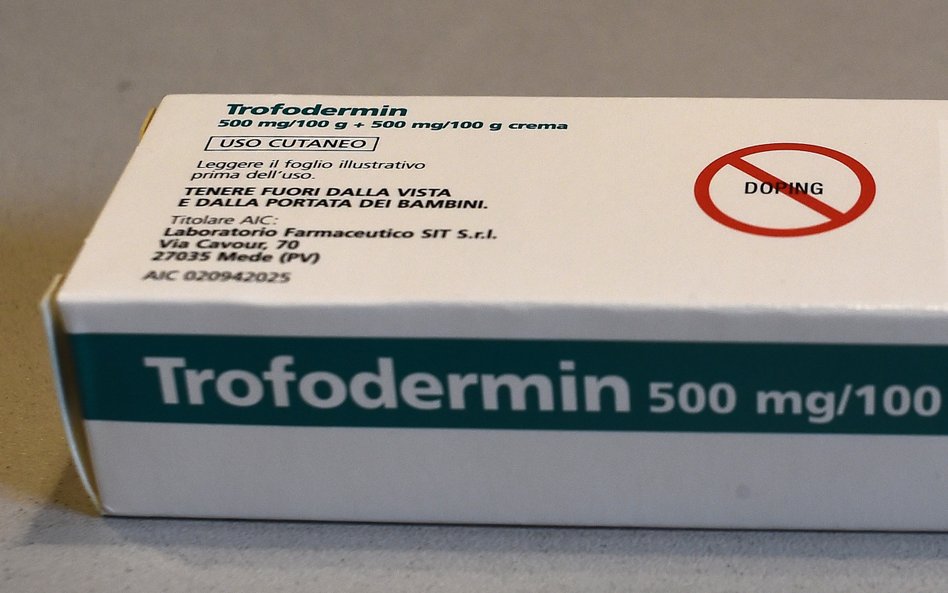 Trofodermin
500 mg/100 g + 500 mg/100 g crema
USO CUTANEO
Leggere il foglio illustrativo
prima dell'uso.
TENERE FUORI DALLA VISTA
E DALLA PORTATA DEI BAMBINI.
Titolare AIC:
Laboratorio Farmaceutico SIT S.r.l.
Via Cavour, 70
27035 Mede (PV)
AIC 020942025
DOPING
Trofodermin 500 mg/100